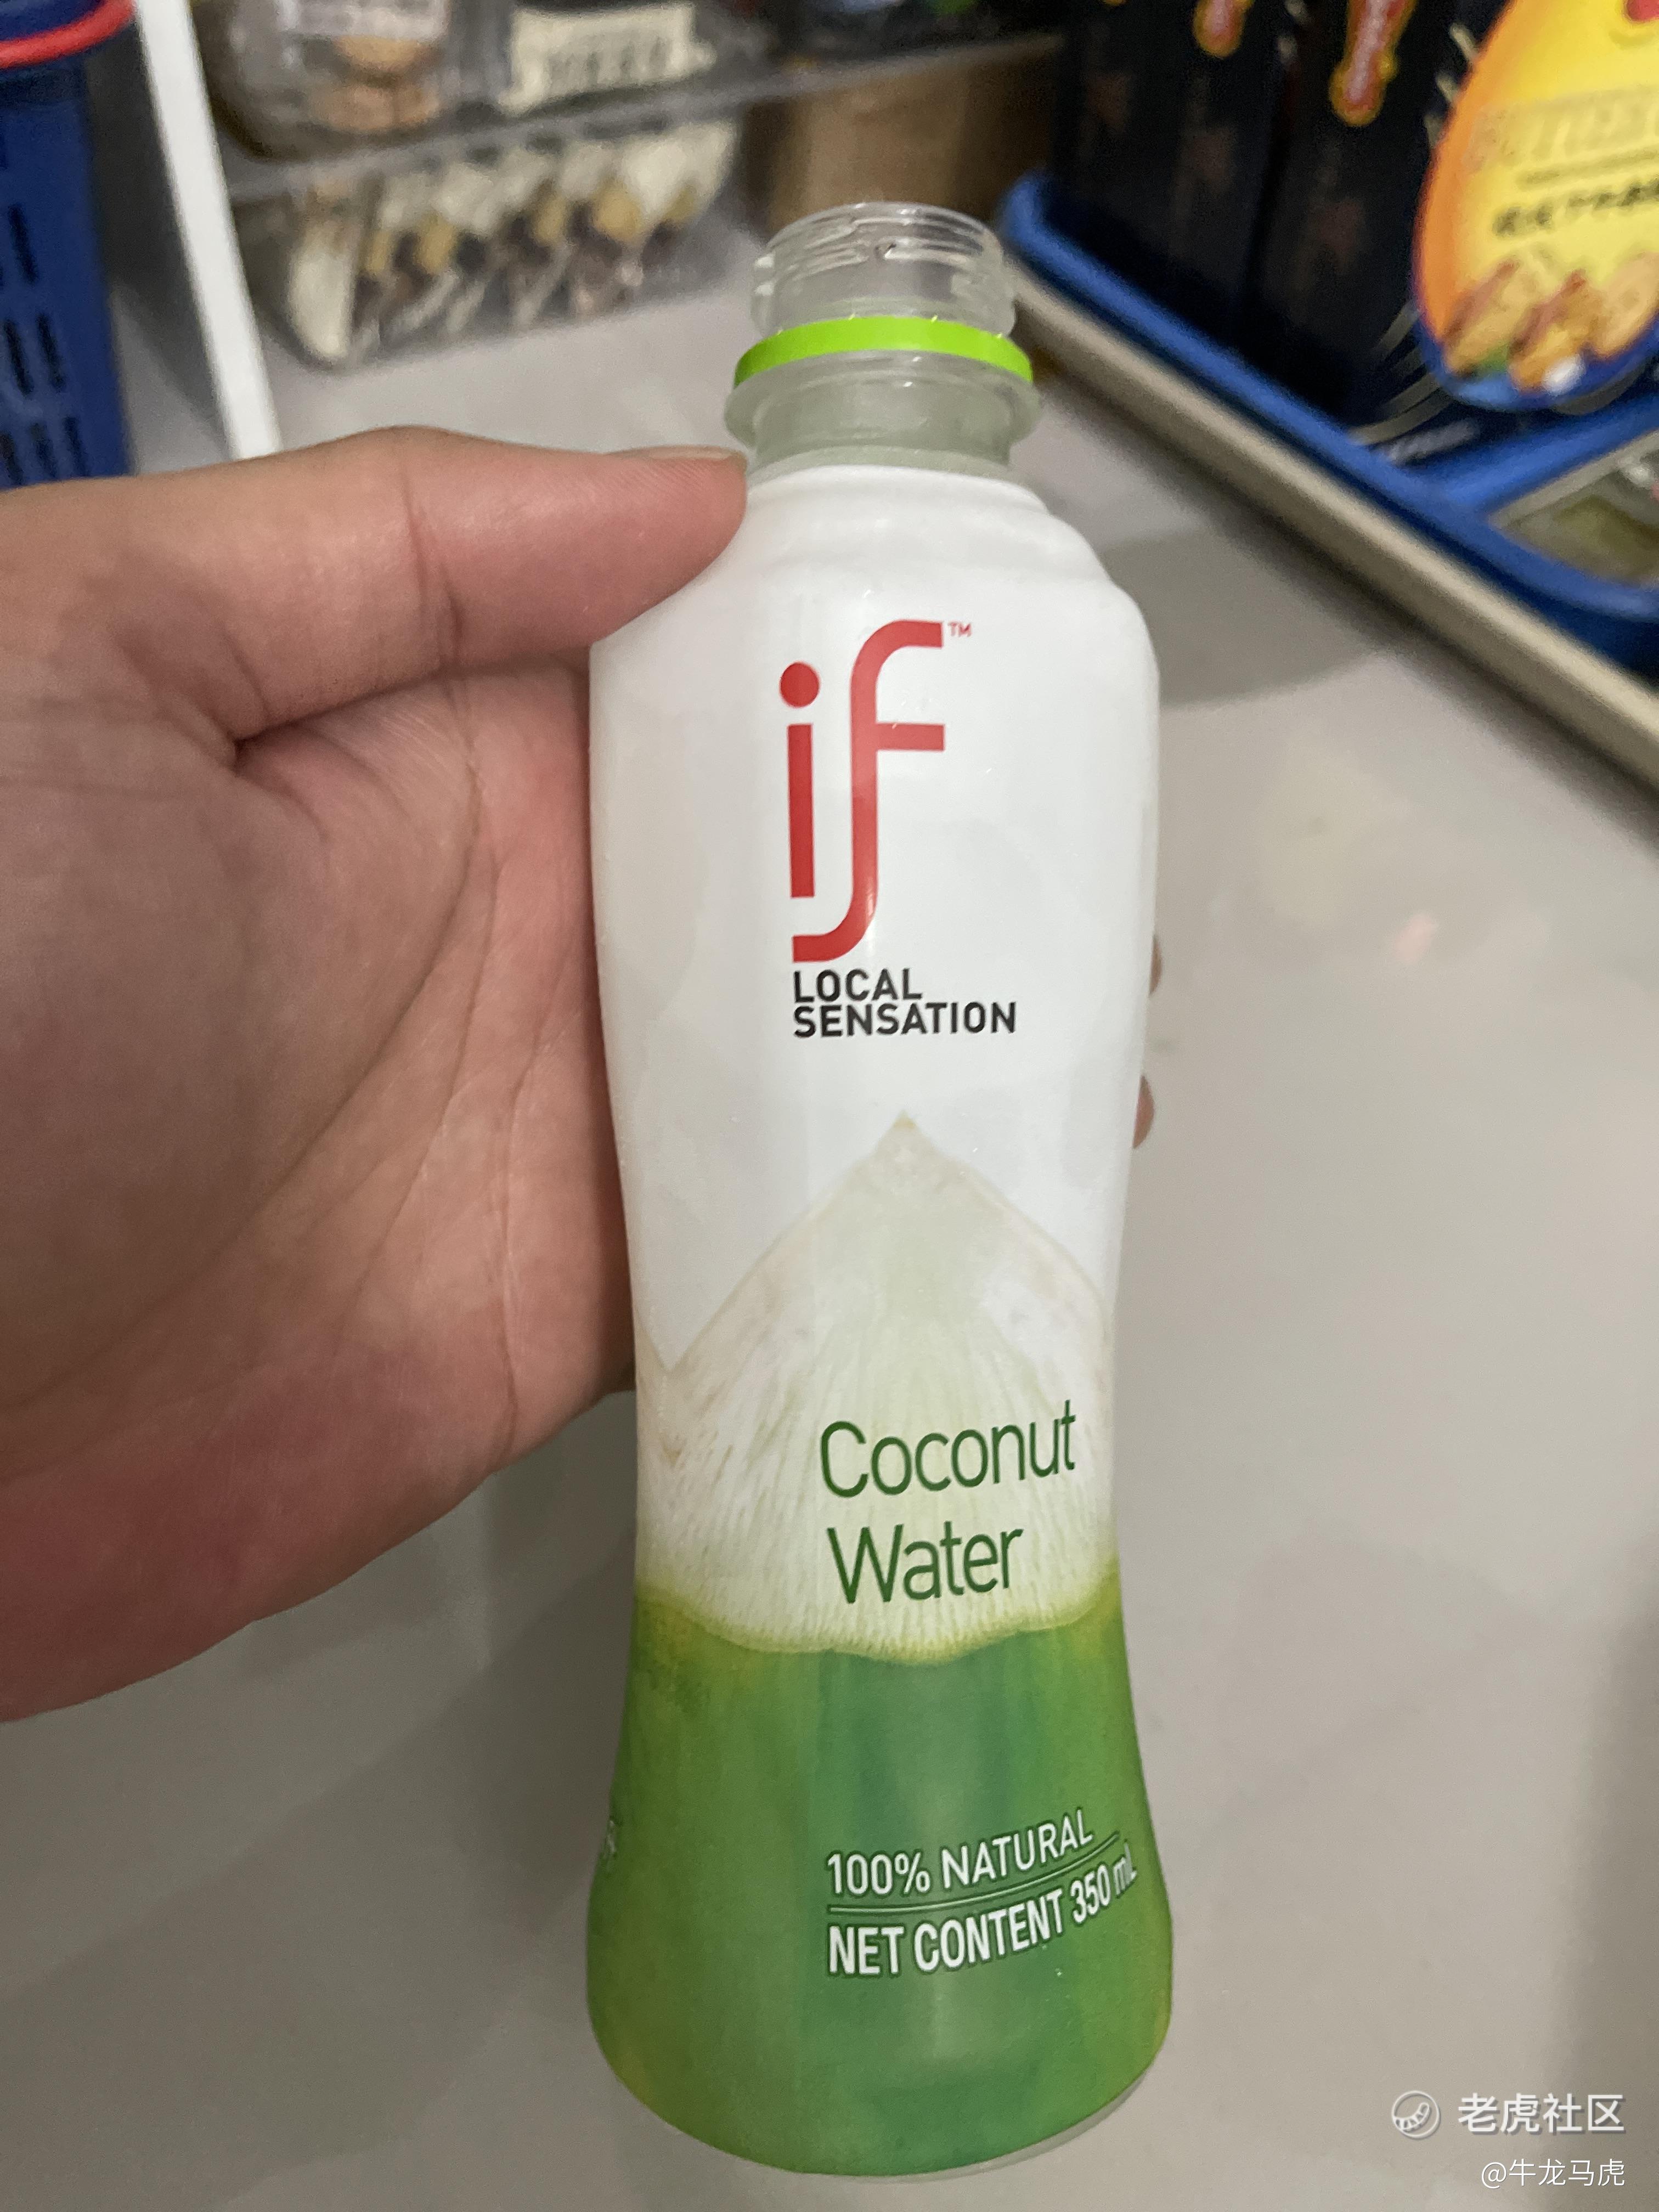 if™
LOCAL
SENSATION
Coconut
Water
100% NATURAL
NET CONTENT 350 mL
老虎社区
@牛龙马虎